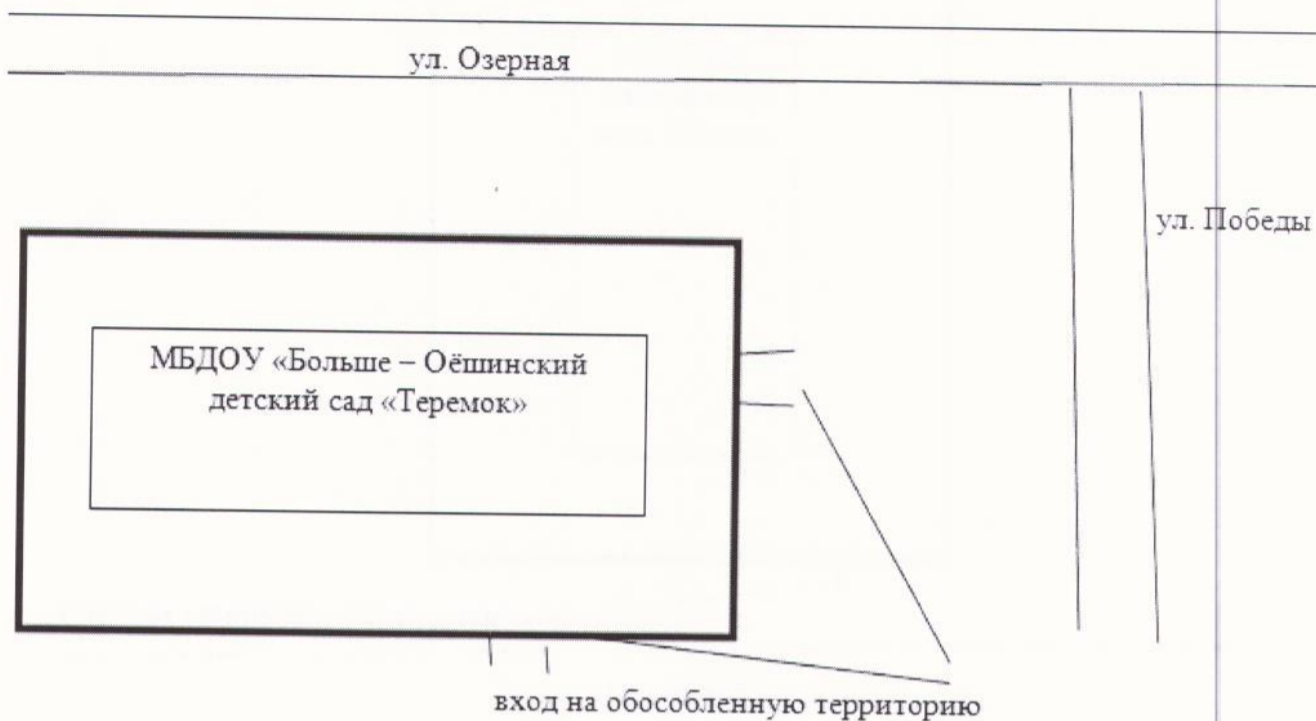 ул. Озерная
ул. Победы
МБДОУ «Больше – Оёшинский
детский сад «Теремок»
вход на обособленную территорию